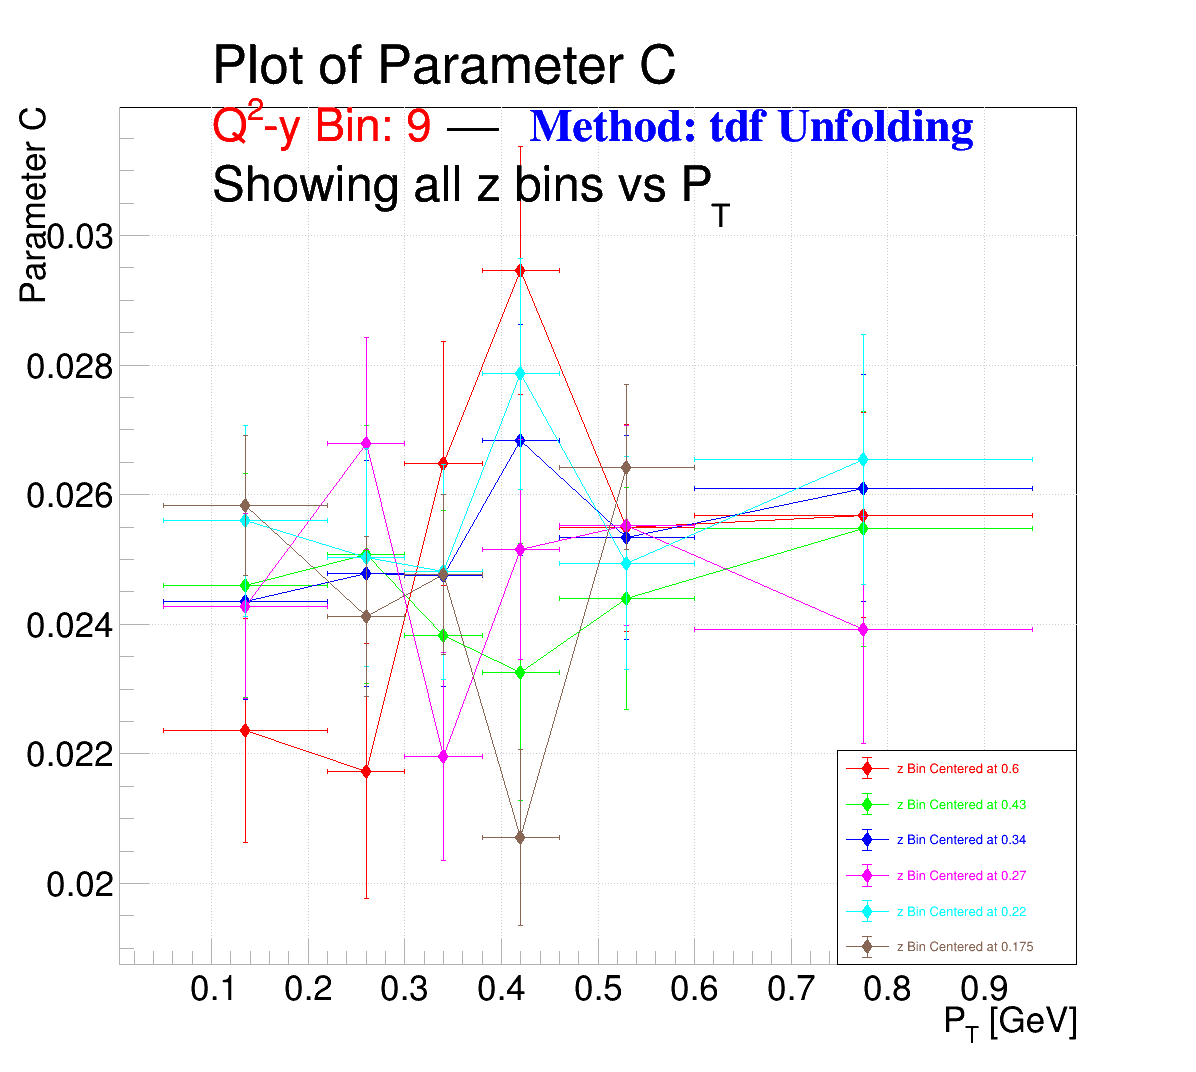 Plot of Parameter C
Q²-y Bin: 9 — Method: tdf Unfolding
Showing all z bins vs P_T
Parameter C
0.03
0.028
0.026
0.024
0.022
0.02
z Bin Centered at 0.6
z Bin Centered at 0.43
z Bin Centered at 0.34
z Bin Centered at 0.27
z Bin Centered at 0.22
z Bin Centered at 0.175
0.1 0.2 0.3 0.4 0.5 0.6 0.7 0.8 0.9
P_T [GeV]